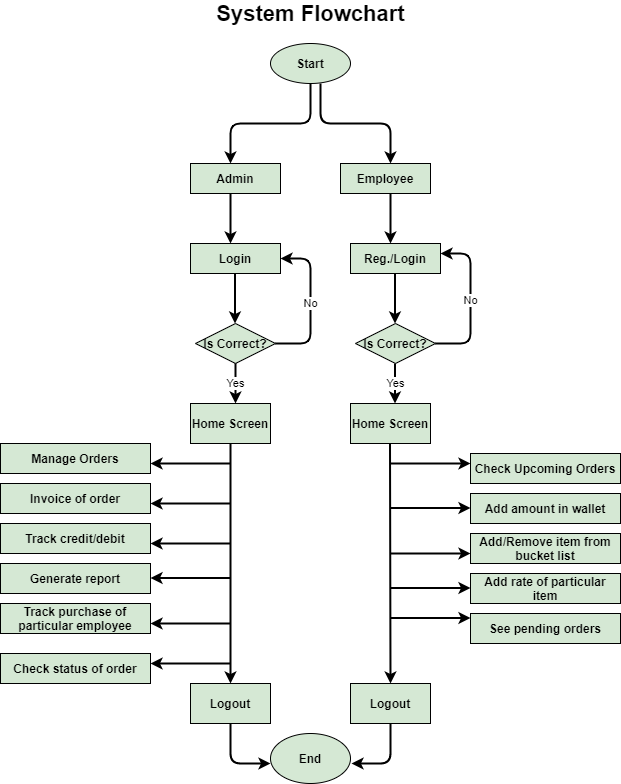 System Flowchart
Start
Admin
Employee
Login
Reg./Login
No
No
Is Correct?
Is Correct?
Yes
Yes
Home Screen
Home Screen
Manage Orders
Invoice of order
Track credit/debit
Generate report
Track purchase of
particular employee
Check status of order
Check Upcoming Orders
Add amount in wallet
Add/Remove item from
bucket list
Add rate of particular
item
See pending orders
Logout
Logout
End